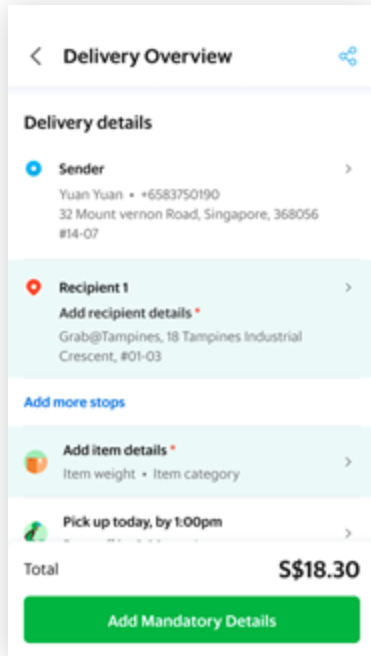 Delivery Overview
Delivery details
Sender
Yuan Yuan • +6583750190
32 Mount vernon Road, Singapore, 368056
#14-07
Recipient 1
Add recipient details *
Grab@Tampines, 18 Tampines Industrial
Crescent, #01-03
Add more stops
Add item details *
Item weight • Item category
Pick up today, by 1:00pm
Total S$18.30
Add Mandatory Details